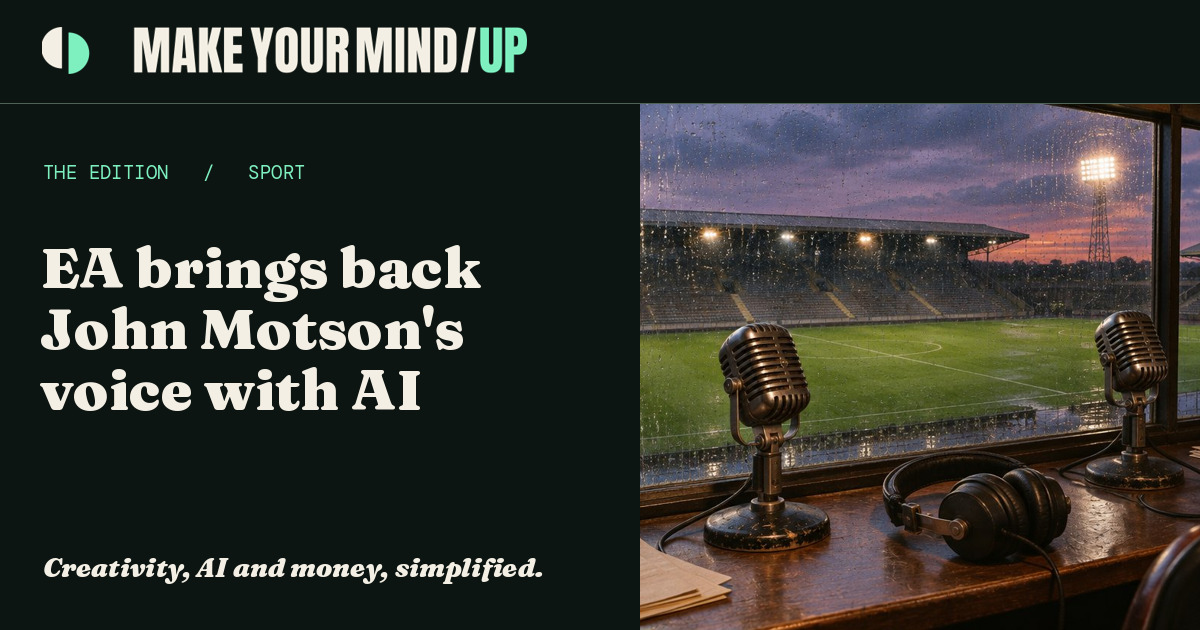 MAKE YOUR MIND/UP
THE EDITION / SPORT
EA brings back
John Motson's
voice with AI
Creativity, AI and money, simplified.